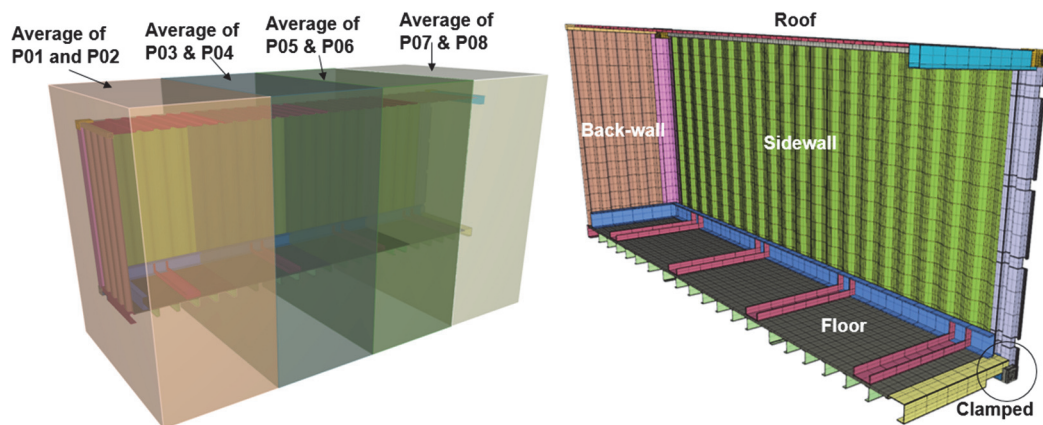 Average of
P01 and P02
Average of
P03 & P04
Average of
P05 & P06
Average of
P07 & P08
Roof
Back-wall
Sidewall
Floor
Clamped